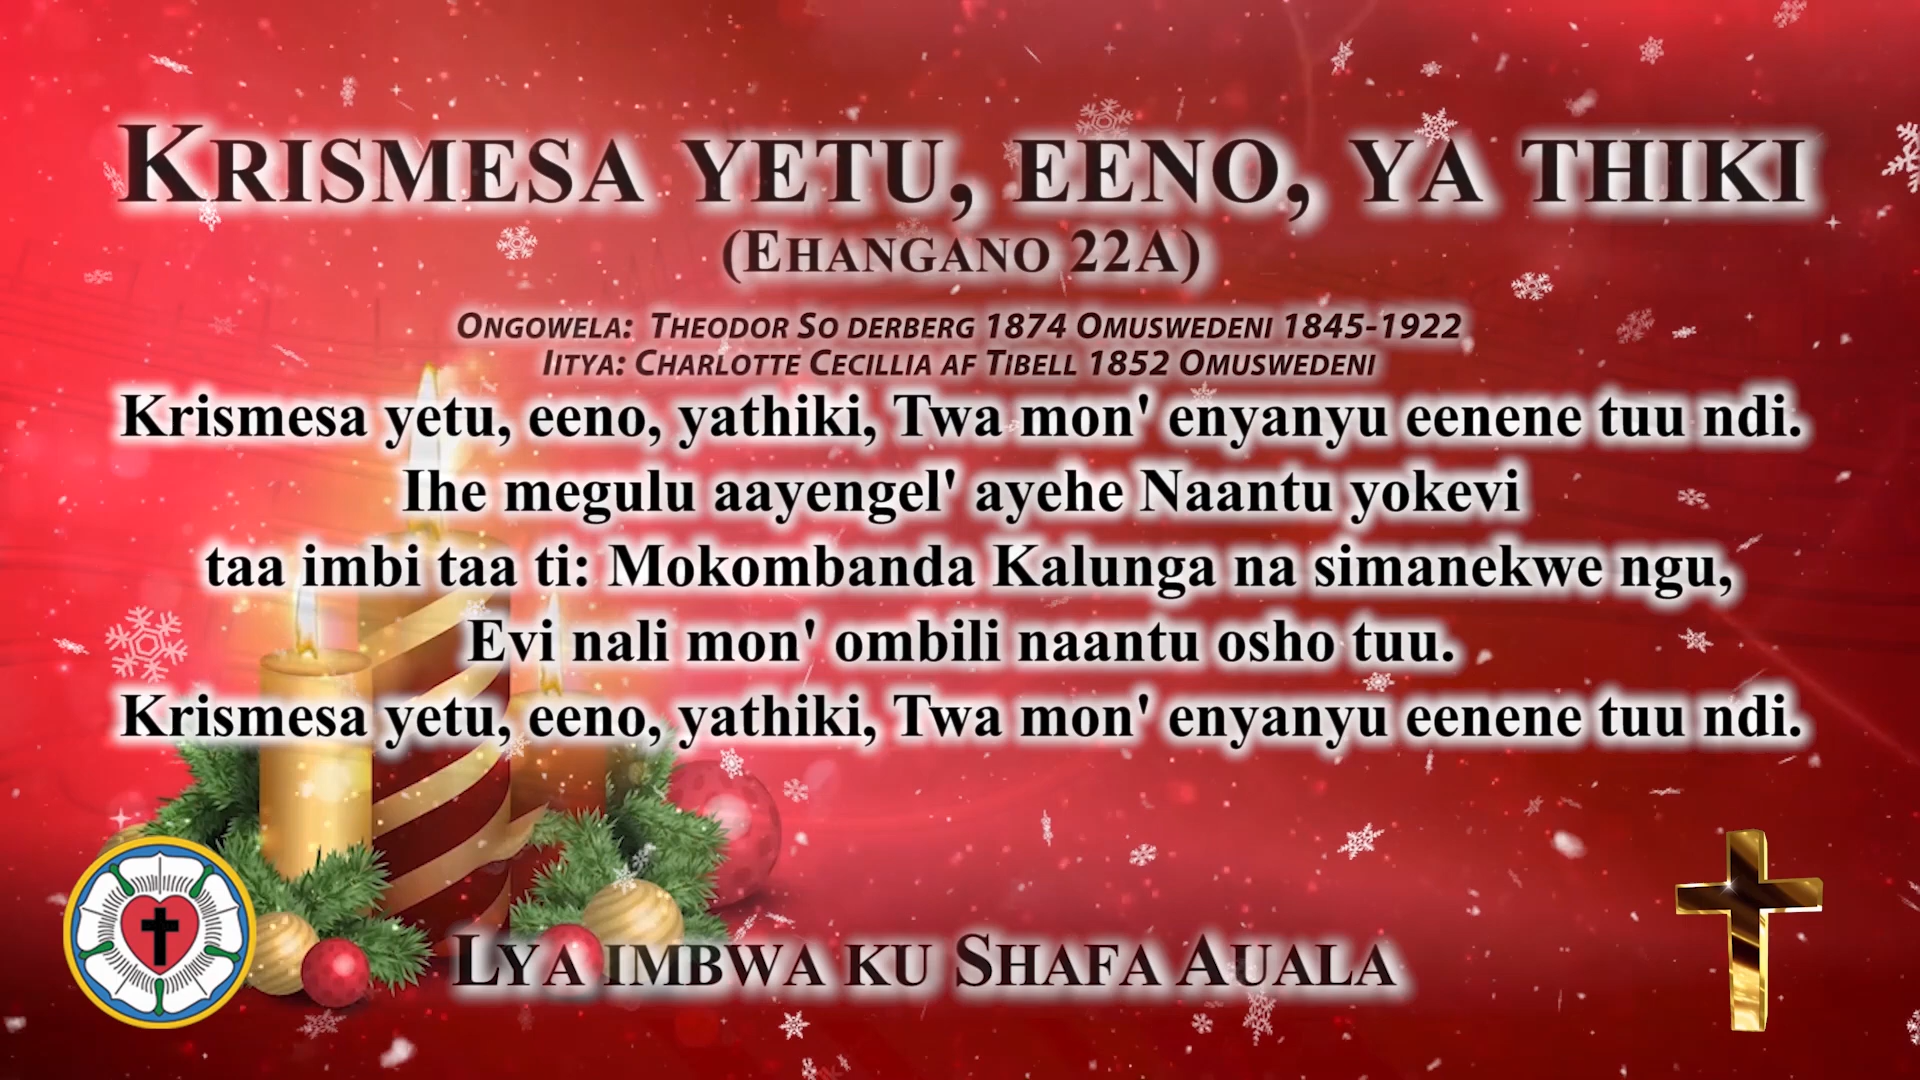 Krismesa yetu, eeno, ya thiki
(Ehangano 22A)
Ongowela: Theodor So derberg 1874 Omuswedeni 1845-1922
Iitya: Charlotte Cecillia af Tibell 1852 Omuswedeni
Krismesa yetu, eeno, yathiki, Twa mon' enyanyu eenene tuu ndi.
Ihe megulu aayengel' ayehe Naantu yokevi
taa imbi taa ti: Mokombanda Kalunga na simanekwe ngu,
Evi nali mon' ombili naantu osho tuu.
Krismesa yetu, eeno, yathiki, Twa mon' enyanyu eenene tuu ndi.
Lya imbwa ku Shafa Auala